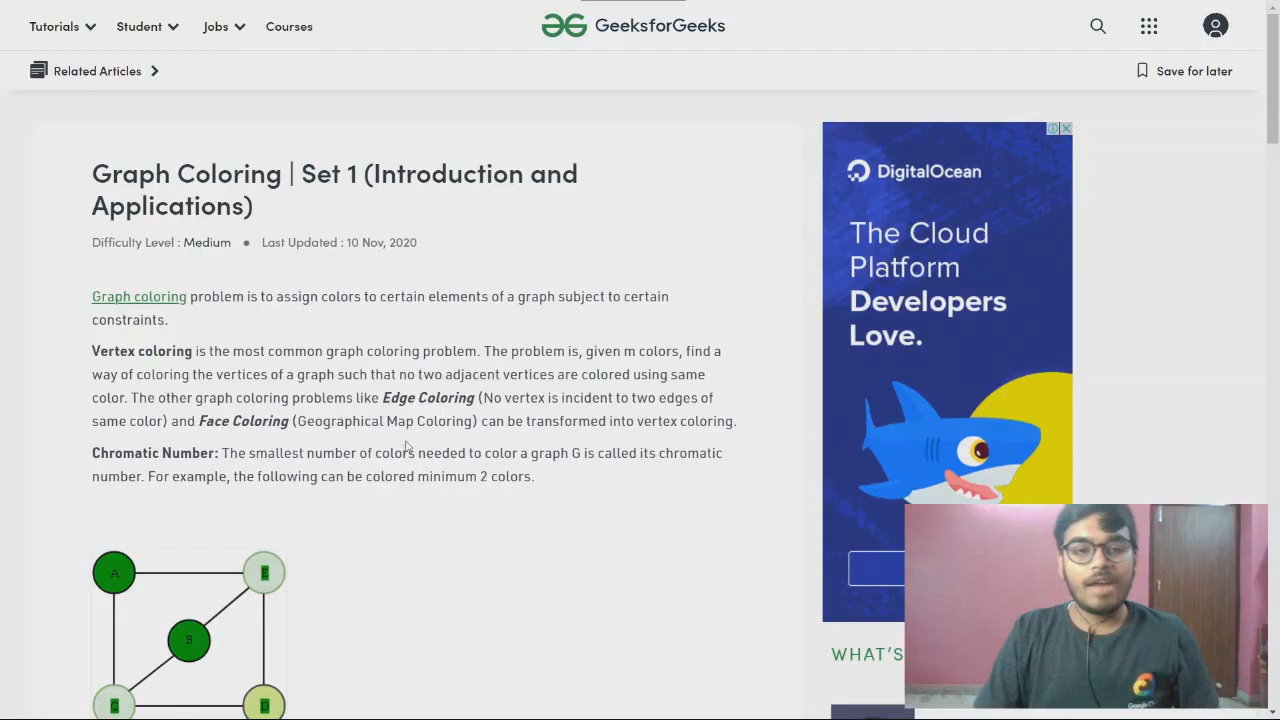 Tutorials
Student
Jobs
Courses
GeeksforGeeks
Related Articles
Save for later
Graph Coloring | Set 1 (Introduction and
Applications)
Difficulty Level : Medium ● Last Updated : 10 Nov, 2020
Graph coloring problem is to assign colors to certain elements of a graph subject to certain
constraints.
Vertex coloring is the most common graph coloring problem. The problem is, given m colors, find a
way of coloring the vertices of a graph such that no two adjacent vertices are colored using same
color. The other graph coloring problems like Edge Coloring (No vertex is incident to two edges of
same color) and Face Coloring (Geographical Map Coloring) can be transformed into vertex coloring.
Chromatic Number: The smallest number of colors needed to color a graph G is called its chromatic
number. For example, the following can be colored minimum 2 colors.
A
E
B
C
D
DigitalOcean
The Cloud
Platform
Developers
Love.
WHAT'S
Google